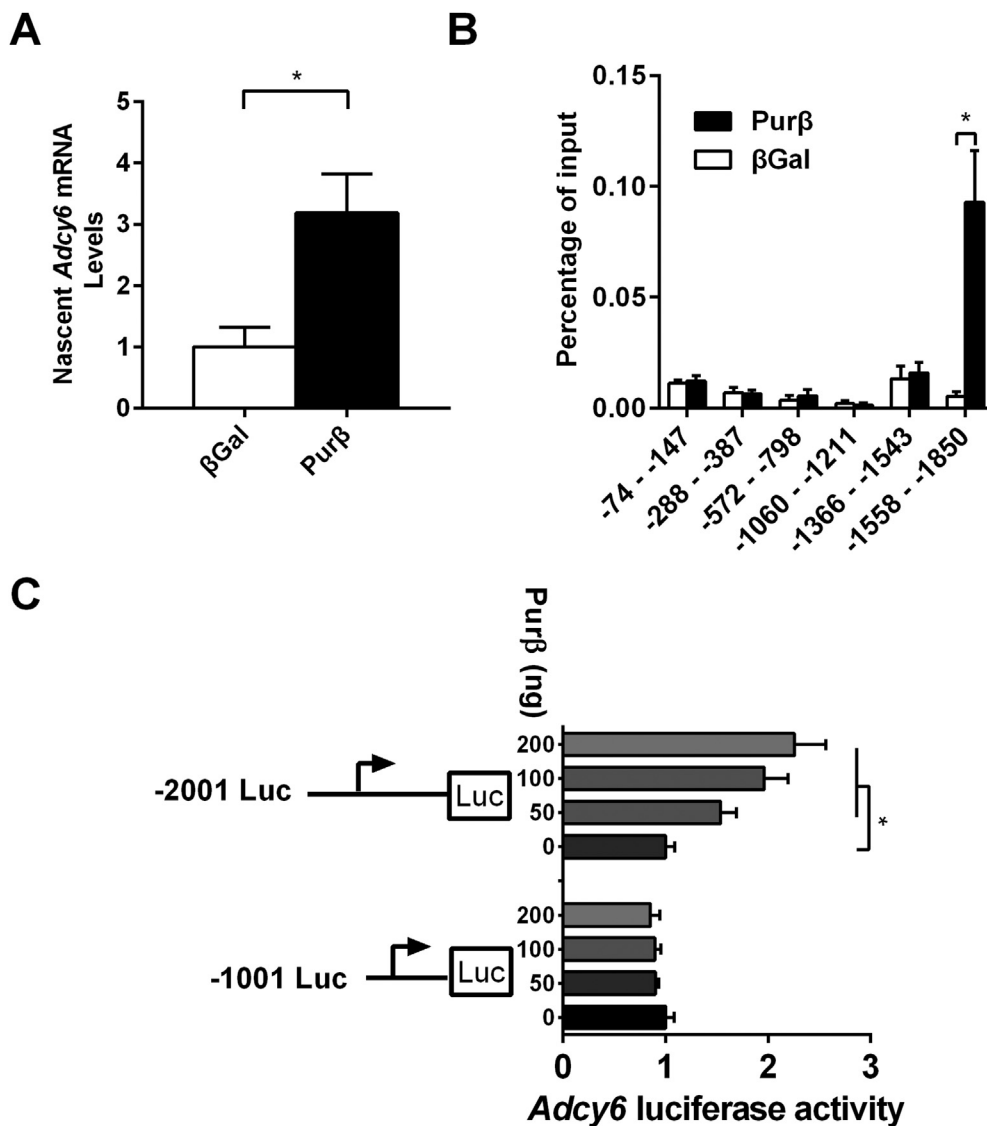 A
*
5
4
3
2
1
0
Nascent Adcy6 mRNA
Levels
βGal
Purβ
B
0.15
0.10
0.05
0.00
Percentage of input
Purβ
βGal
*
-74 - -147
-288 - -387
-572 - -798
-1060 - -1211
-1366 - -1543
-1558 - -1850
C
Purβ (ng)
-2001 Luc
Luc
200
100
50
0
*
-1001 Luc
Luc
200
100
50
0
0 1 2 3
Adcy6 luciferase activity